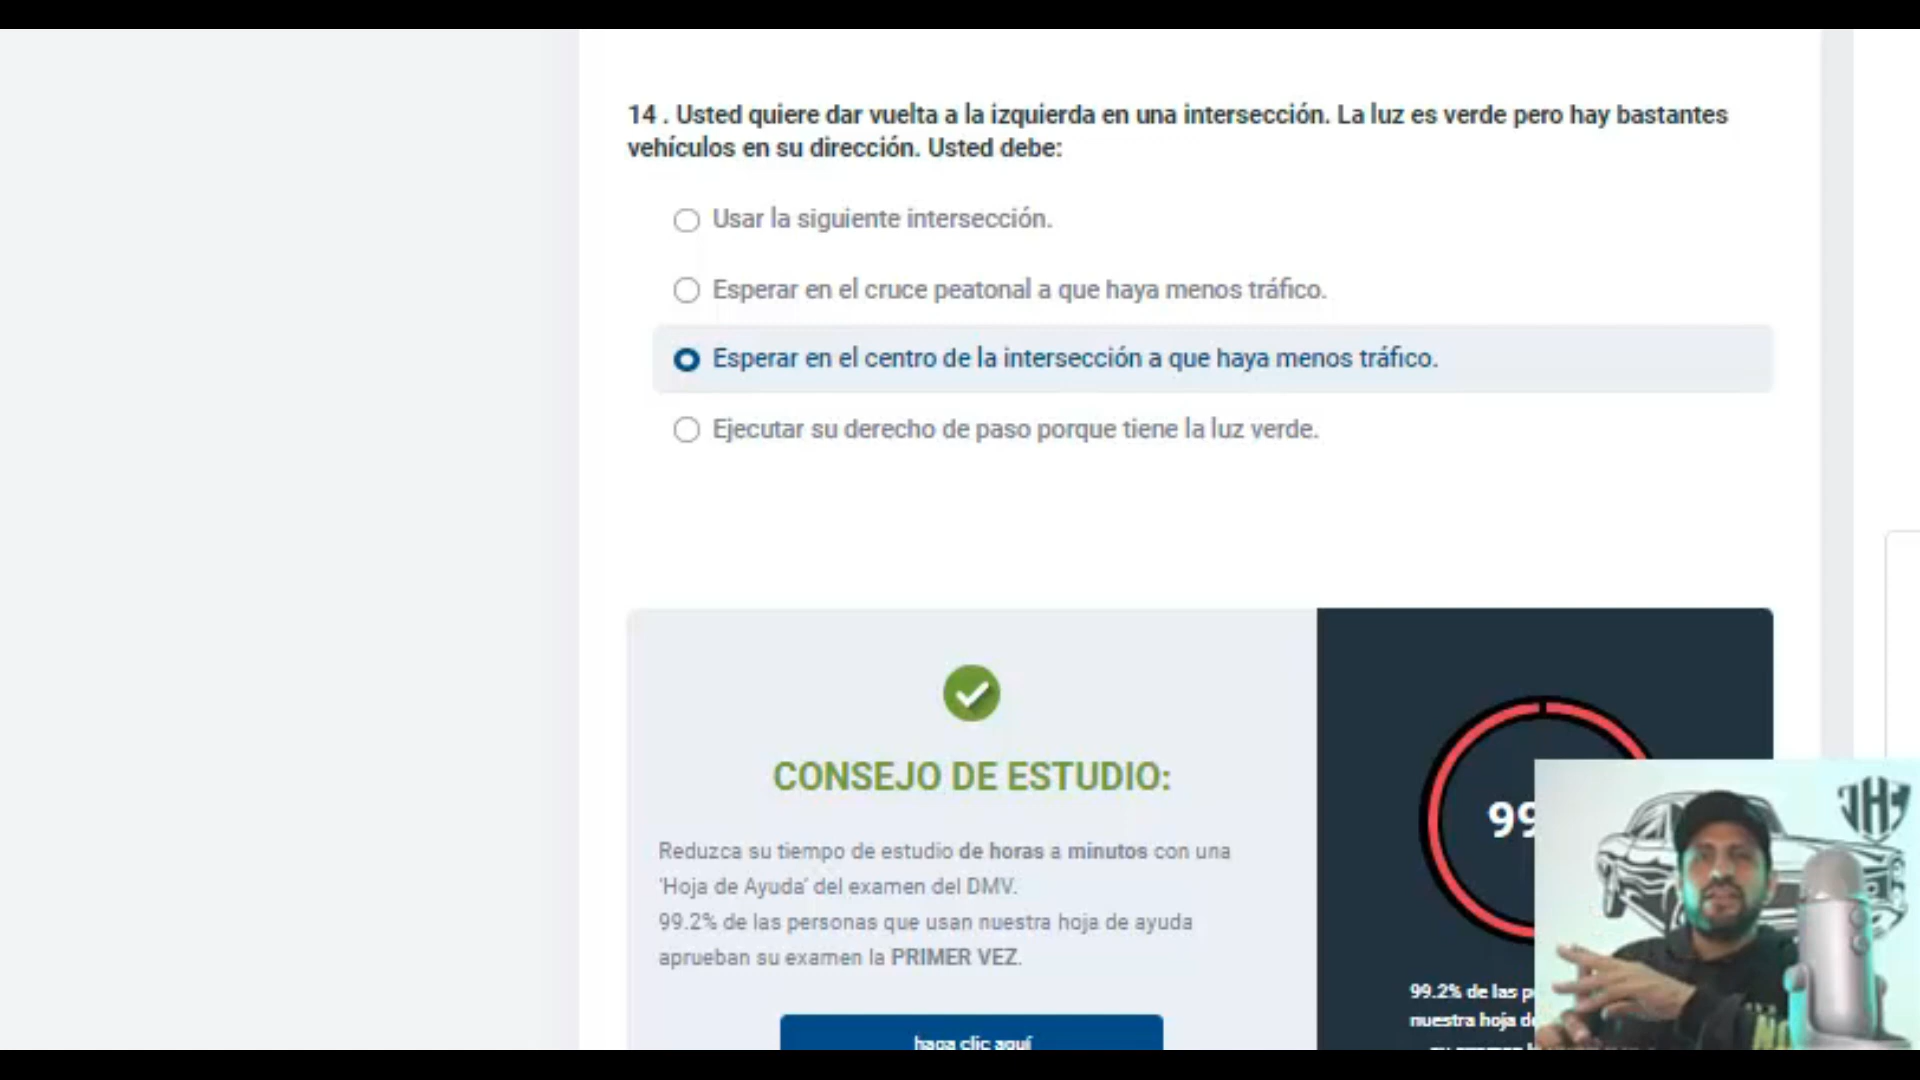 14 . Usted quiere dar vuelta a la izquierda en una intersección. La luz es verde pero hay bastantes
vehículos en su dirección. Usted debe:
Usar la siguiente intersección.
Esperar en el cruce peatonal a que haya menos tráfico.
Esperar en el centro de la intersección a que haya menos tráfico.
Ejecutar su derecho de paso porque tiene la luz verde.
CONSEJO DE ESTUDIO:
Reduzca su tiempo de estudio de horas a minutos con una
'Hoja de Ayuda' del examen del DMV.
99.2% de las personas que usan nuestra hoja de ayuda
aprueban su examen la PRIMER VEZ.
haga clic aquí
99
99.2% de las
nuestra hoja